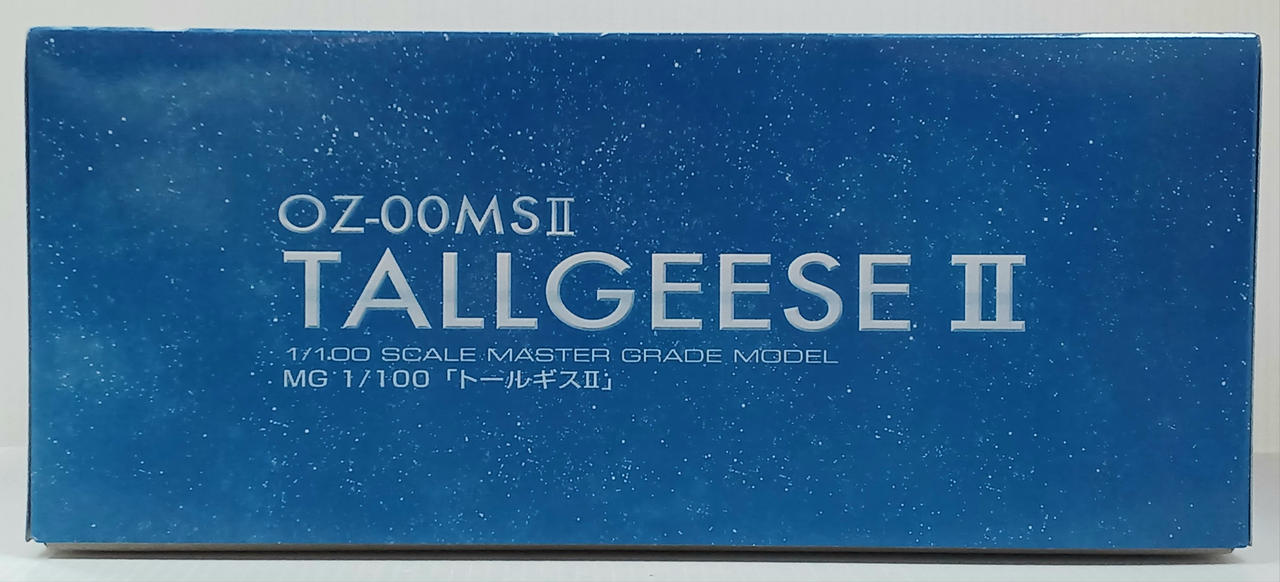 OZ-00MSⅡ
TALLGEESE Ⅱ
1/100 SCALE MASTER GRADE MODEL
MG 1/100「トールギスⅡ」